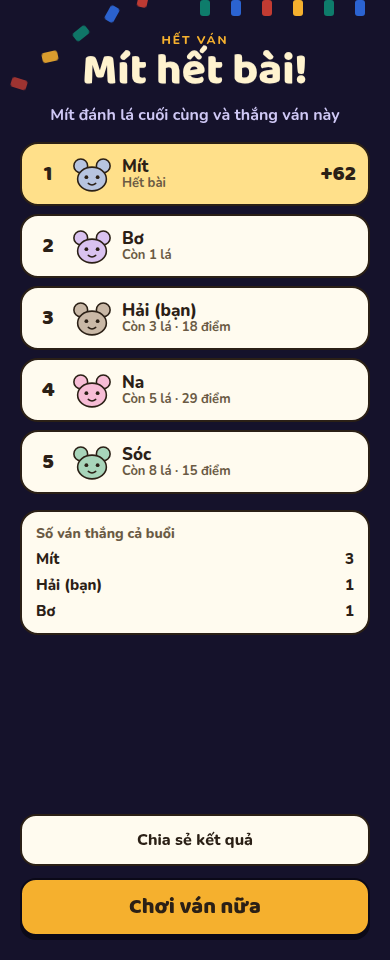 HẾT VÁN
Mít hết bài!
Mít đánh lá cuối cùng và thắng ván này
1
Mít
Hết bài
+62
2
Bơ
Còn 1 lá
3
Hải (bạn)
Còn 3 lá · 18 điểm
4
Na
Còn 5 lá · 29 điểm
5
Sóc
Còn 8 lá · 15 điểm
Số ván thắng cả buổi
Mít 3
Hải (bạn) 1
Bơ 1
Chia sẻ kết quả
Chơi ván nữa